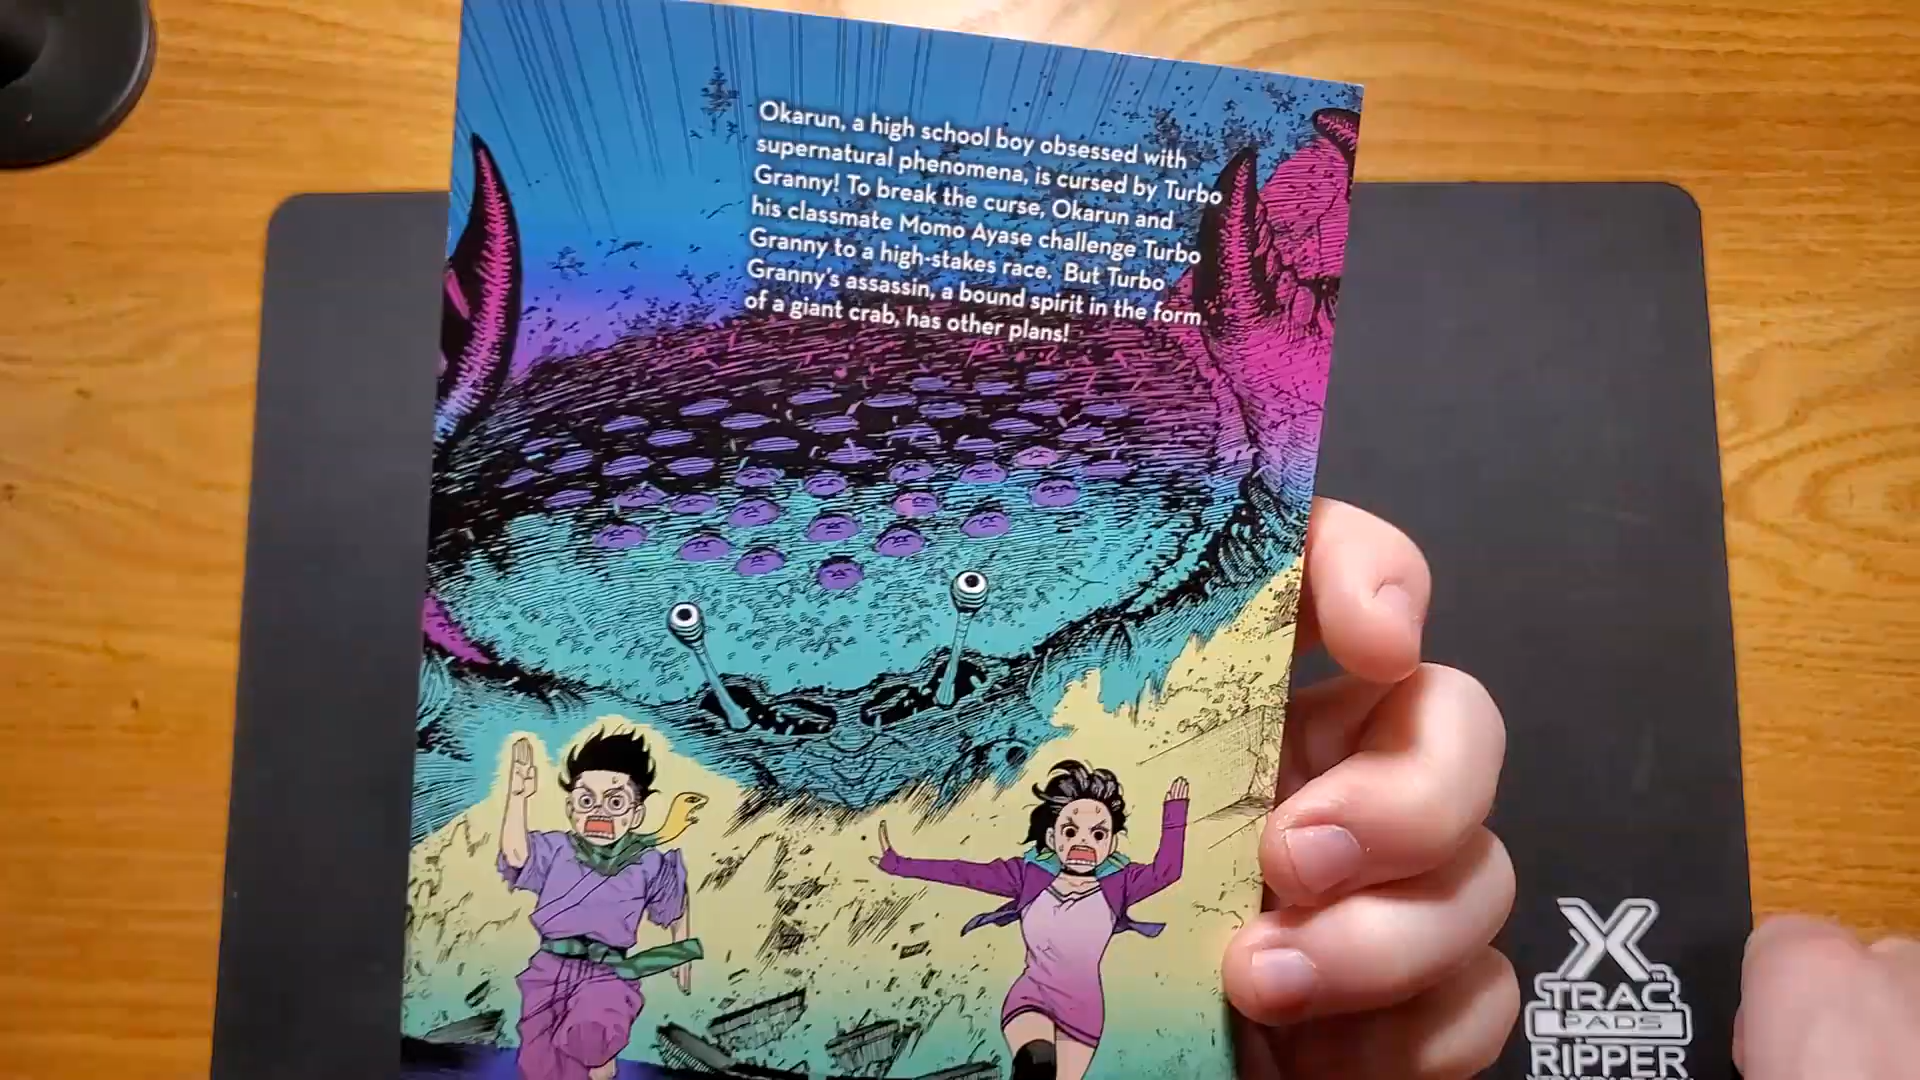 Okarun, a high school boy obsessed with
supernatural phenomena, is cursed by Turbo
Granny! To break the curse, Okarun and
his classmate Momo Ayase challenge Turbo
Granny to a high-stakes race. But Turbo
Granny's assassin, a bound spirit in the form
of a giant crab, has other plans!
X
TRAC
PADS
RIPPER